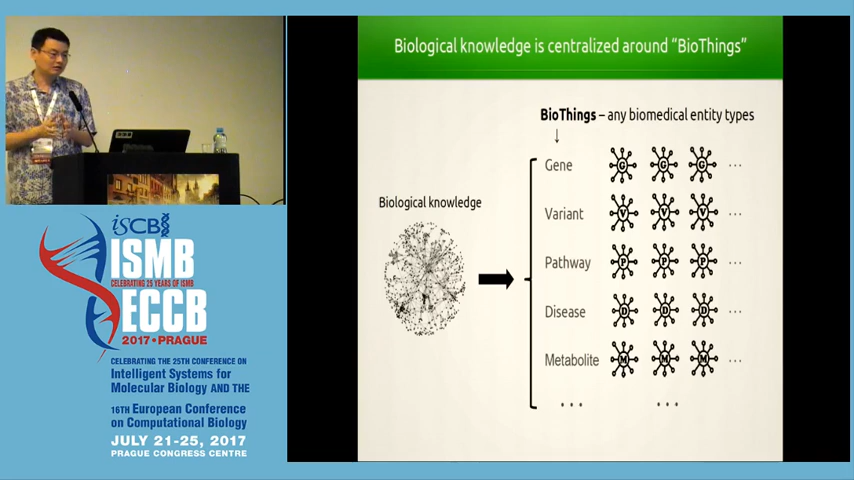 Biological knowledge is centralized around "BioThings"
BioThings – any biomedical entity types
Biological knowledge
Gene G G G ...
Variant V V V ...
Pathway P P P ...
Disease D D D ...
Metabolite M M M ...
... ...
iSCB
ISMB
CELEBRATING 25 YEARS OF ISMB
ECCB
2017 • PRAGUE
CELEBRATING THE 25TH CONFERENCE ON
Intelligent Systems for
Molecular Biology AND THE
16TH European Conference
on Computational Biology
JULY 21-25, 2017
PRAGUE CONGRESS CENTRE